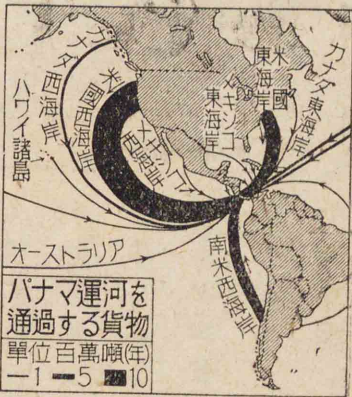 カナダ西海岸
米國西海岸
ハワイ諸島
メキシコ西海岸
メキシコ東海岸
米國東海岸
カナダ東海岸
オーストラリア
南米西海岸
パナマ運河を
通過する貨物
單位百萬噸(年)
1 5 10